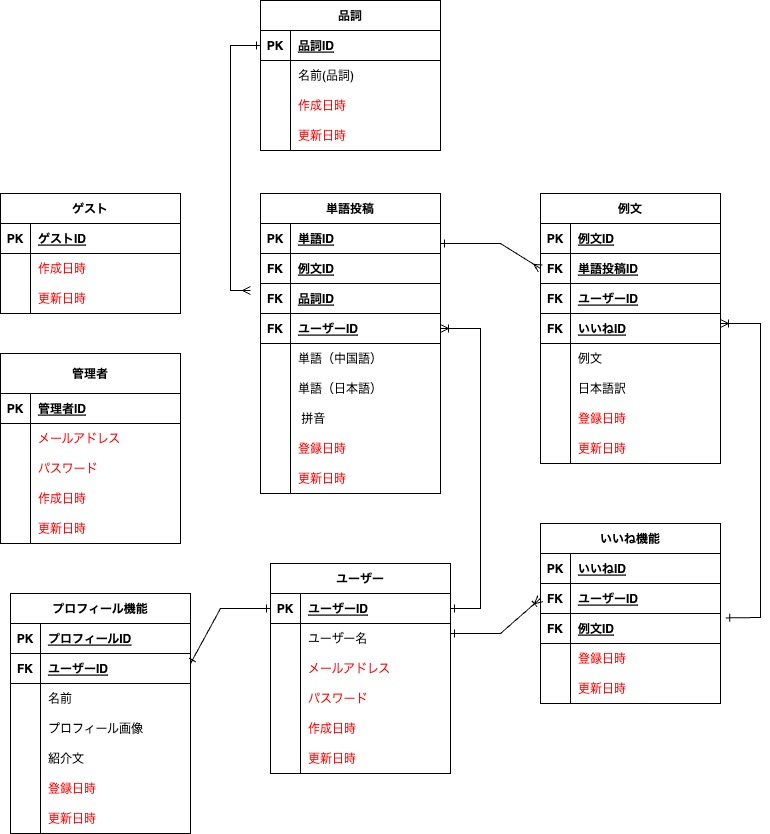 品詞
PK 品詞ID
名前(品詞)
作成日時
更新日時
ゲスト
PK ゲストID
作成日時
更新日時
単語投稿
PK 単語ID
FK 例文ID
FK 品詞ID
FK ユーザーID
単語（中国語）
単語（日本語）
拼音
登録日時
更新日時
例文
PK 例文ID
FK 単語投稿ID
FK ユーザーID
FK いいねID
例文
日本語訳
登録日時
更新日時
管理者
PK 管理者ID
メールアドレス
パスワード
作成日時
更新日時
いいね機能
PK いいねID
FK ユーザーID
FK 例文ID
登録日時
更新日時
ユーザー
PK ユーザーID
ユーザー名
メールアドレス
パスワード
作成日時
更新日時
プロフィール機能
PK プロフィールID
FK ユーザーID
名前
プロフィール画像
紹介文
登録日時
更新日時